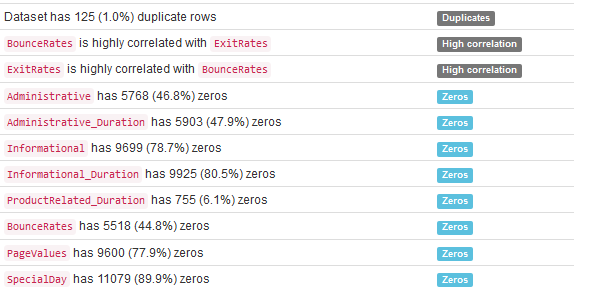 Dataset has 125 (1.0%) duplicate rows Duplicates
BounceRates is highly correlated with ExitRates High correlation
ExitRates is highly correlated with BounceRates High correlation
Administrative has 5768 (46.8%) zeros Zeros
Administrative_Duration has 5903 (47.9%) zeros Zeros
Informational has 9699 (78.7%) zeros Zeros
Informational_Duration has 9925 (80.5%) zeros Zeros
ProductRelated_Duration has 755 (6.1%) zeros Zeros
BounceRates has 5518 (44.8%) zeros Zeros
PageValues has 9600 (77.9%) zeros Zeros
SpecialDay has 11079 (89.9%) zeros Zeros